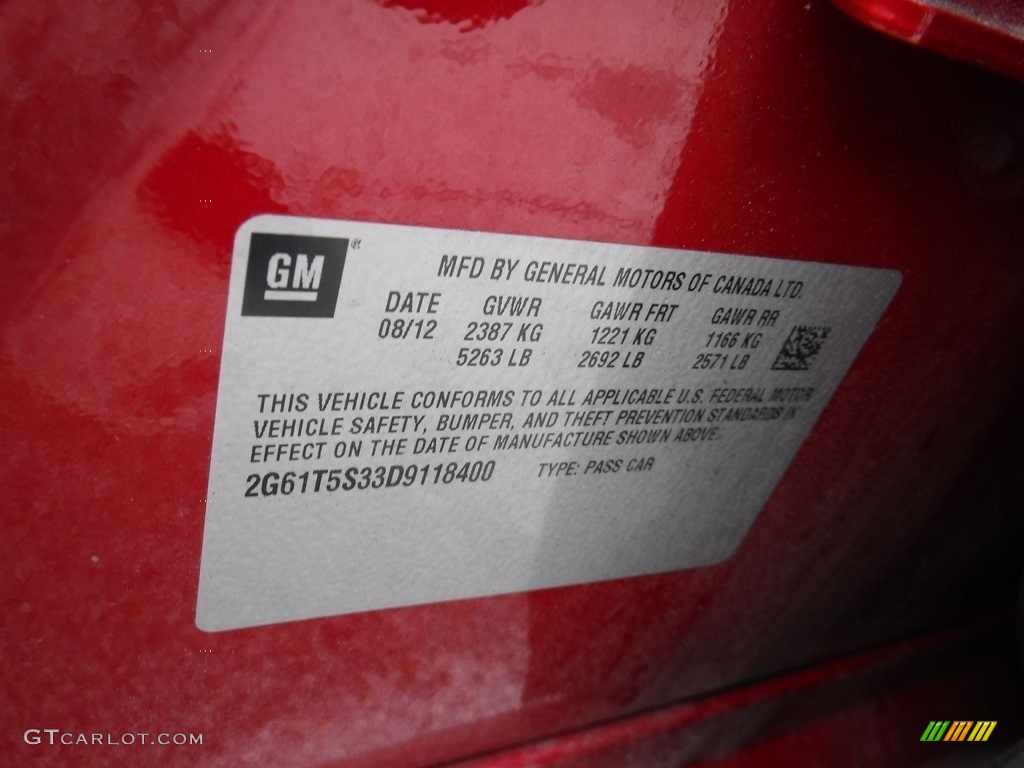 GM®
MFD BY GENERAL MOTORS OF CANADA LTD.
DATE GVWR GAWR FRT GAWR RR
08/12 2387 KG 1221 KG 1166 KG
5263 LB 2692 LB 2571 LB
THIS VEHICLE CONFORMS TO ALL APPLICABLE U.S. FEDERAL MOTOR
VEHICLE SAFETY, BUMPER, AND THEFT PREVENTION STANDARDS IN
EFFECT ON THE DATE OF MANUFACTURE SHOWN ABOVE.
2G61T5S33D9118400 TYPE: PASS CAR
GTCARLOT.COM